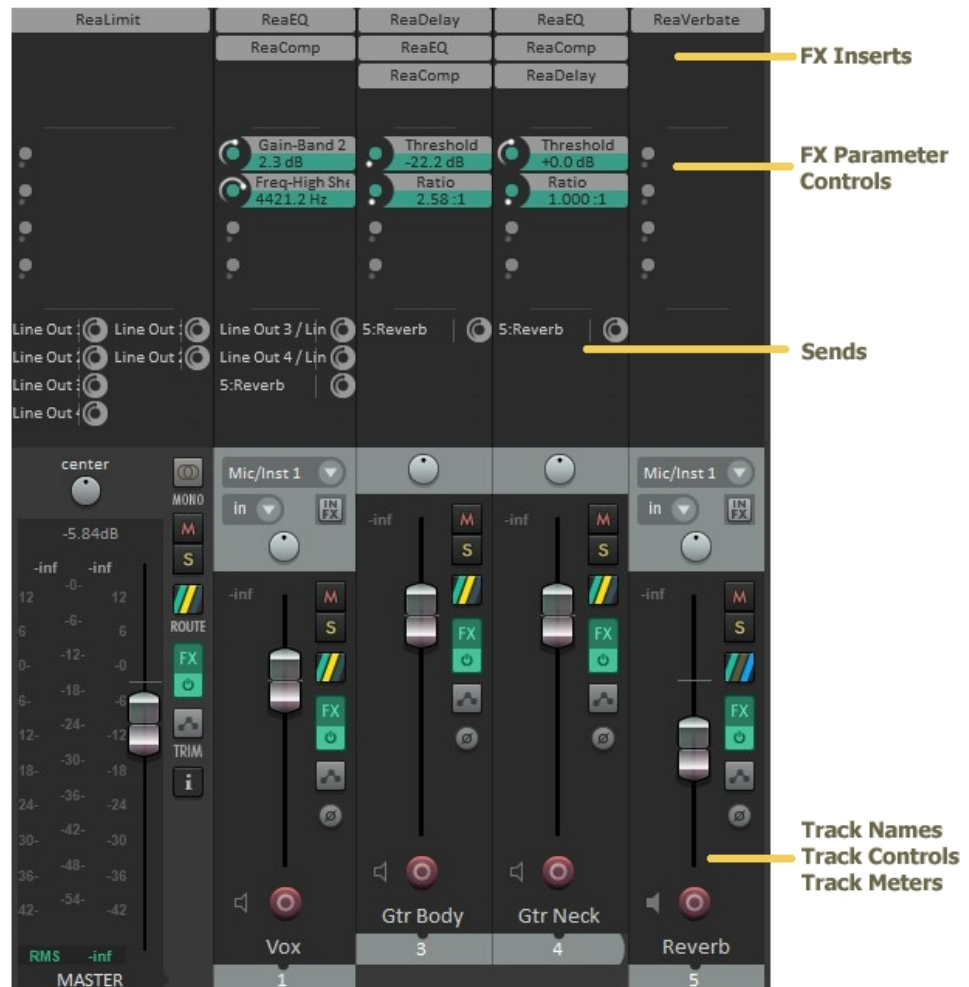 ReaLimit
ReaEQ
ReaDelay
ReaEQ
ReaVerbate
ReaComp
ReaEQ
ReaComp
ReaComp
ReaDelay
FX Inserts
Gain-Band 2
2.3 dB
Freq-High She
4421.2 Hz
Threshold
-22.2 dB
Ratio
2.58 :1
Threshold
+0.0 dB
Ratio
1.000 :1
FX Parameter
Controls
Line Out
Line Out
Line Out 3 / Lin
5:Reverb
5:Reverb
Line Out
Line Out
Line Out 4 / Lin
Line Out
5:Reverb
Line Out
Sends
center
MONO
-5.84dB
-inf -inf
M
S
ROUTE
FX
TRIM
i
12 -0- 12
6 -6- 6
0- -12- -0
6- -18- -6
12- -24- -12
18- -30- -18
24- -36- -24
30- -42- -30
36- -48- -36
42- -54- -42
RMS -inf
MASTER
Mic/Inst 1
in
IN
FX
-inf
M
S
FX
Vox
1
-inf
M
S
FX
Gtr Body
3
-inf
M
S
FX
Gtr Neck
4
Mic/Inst 1
in
IN
FX
-inf
M
S
FX
Reverb
5
Track Names
Track Controls
Track Meters